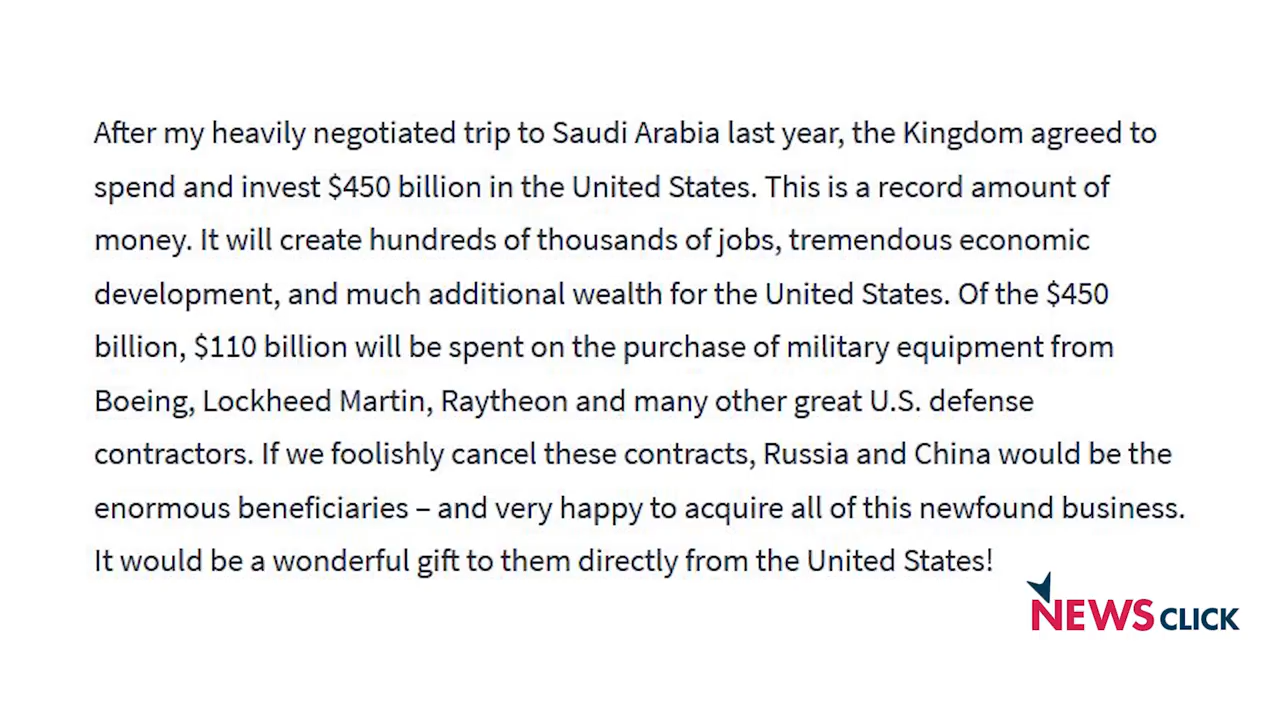 After my heavily negotiated trip to Saudi Arabia last year, the Kingdom agreed to
spend and invest $450 billion in the United States. This is a record amount of
money. It will create hundreds of thousands of jobs, tremendous economic
development, and much additional wealth for the United States. Of the $450
billion, $110 billion will be spent on the purchase of military equipment from
Boeing, Lockheed Martin, Raytheon and many other great U.S. defense
contractors. If we foolishly cancel these contracts, Russia and China would be the
enormous beneficiaries – and very happy to acquire all of this newfound business.
It would be a wonderful gift to them directly from the United States!
NEWS CLICK